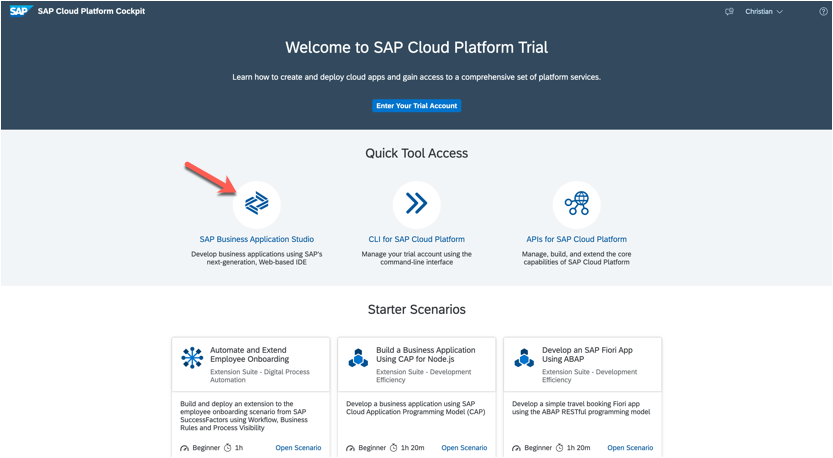 SAP SAP Cloud Platform Cockpit Christian
Welcome to SAP Cloud Platform Trial
Learn how to create and deploy cloud apps and gain access to a comprehensive set of platform services.
Enter Your Trial Account
Quick Tool Access
SAP Business Application Studio
Develop business applications using SAP's
next-generation, Web-based IDE
CLI for SAP Cloud Platform
Manage your trial account using the
command-line interface
APIs for SAP Cloud Platform
Manage, build, and extend the core
capabilities of SAP Cloud Platform
Starter Scenarios
Automate and Extend
Employee Onboarding
Extension Suite - Digital Process
Automation
Build and deploy an extension to the
employee onboarding scenario from SAP
SuccessFactors using Workflow, Business
Rules and Process Visibility
Beginner 1h Open Scenario
Build a Business Application
Using CAP for Node.js
Extension Suite - Development
Efficiency
Develop a business application using SAP
Cloud Application Programming Model (CAP)
Beginner 1h 20m Open Scenario
Develop an SAP Fiori App
Using ABAP
Extension Suite - Development
Efficiency
Develop a simple travel booking Fiori app
using the ABAP RESTful programming model
Beginner 1h 20m Open Scenario